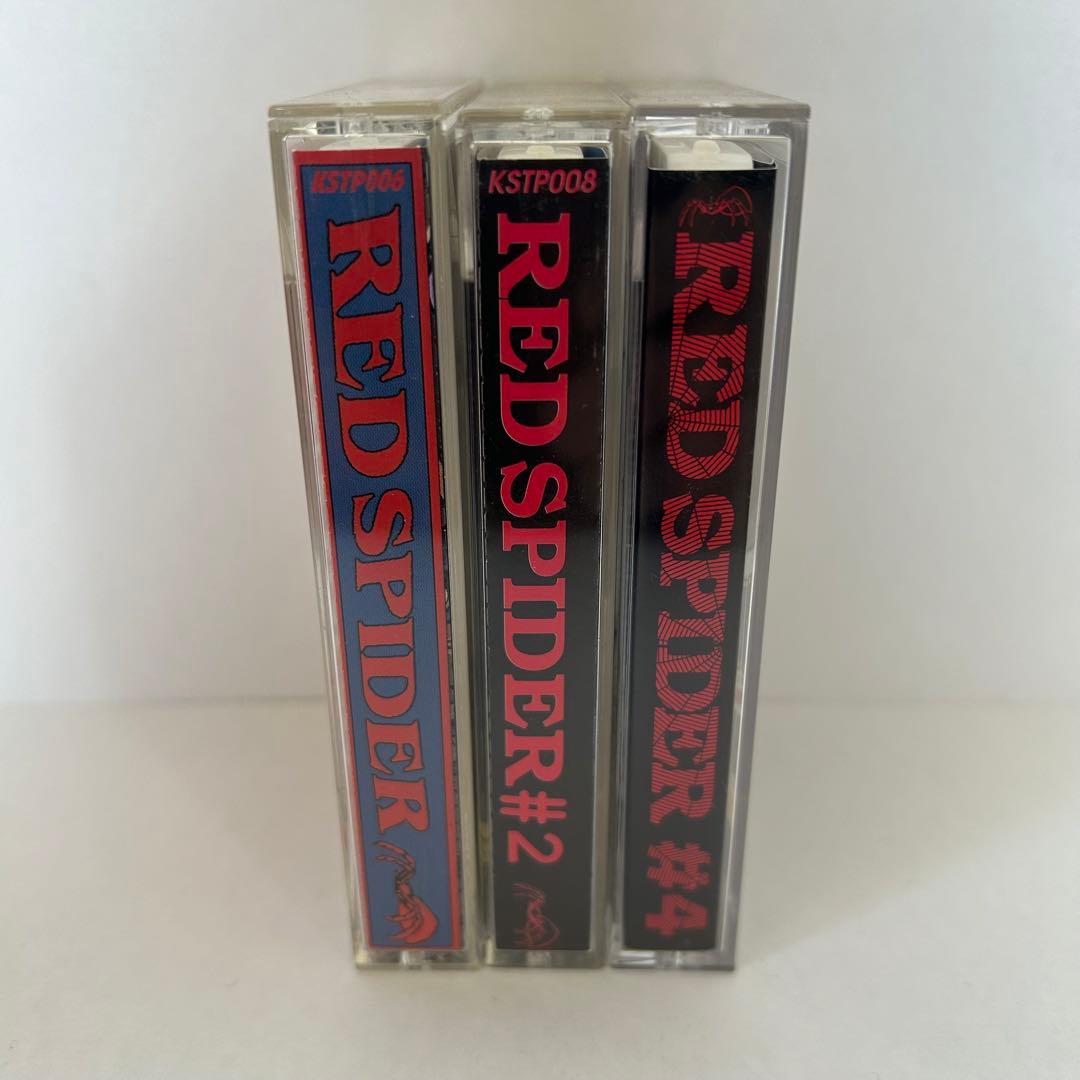 KSTP006
RED SPIDER
KSTP008
RED SPIDER #2
RED SPIDER #4